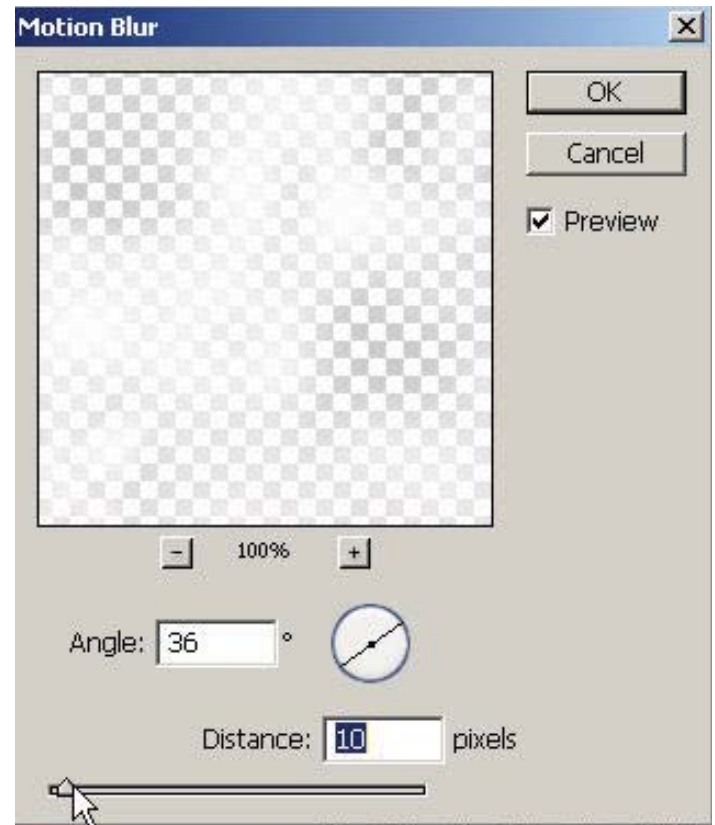 Motion Blur
OK
Cancel
Preview
- 100% +
Angle: 36 °
Distance: 10 pixels